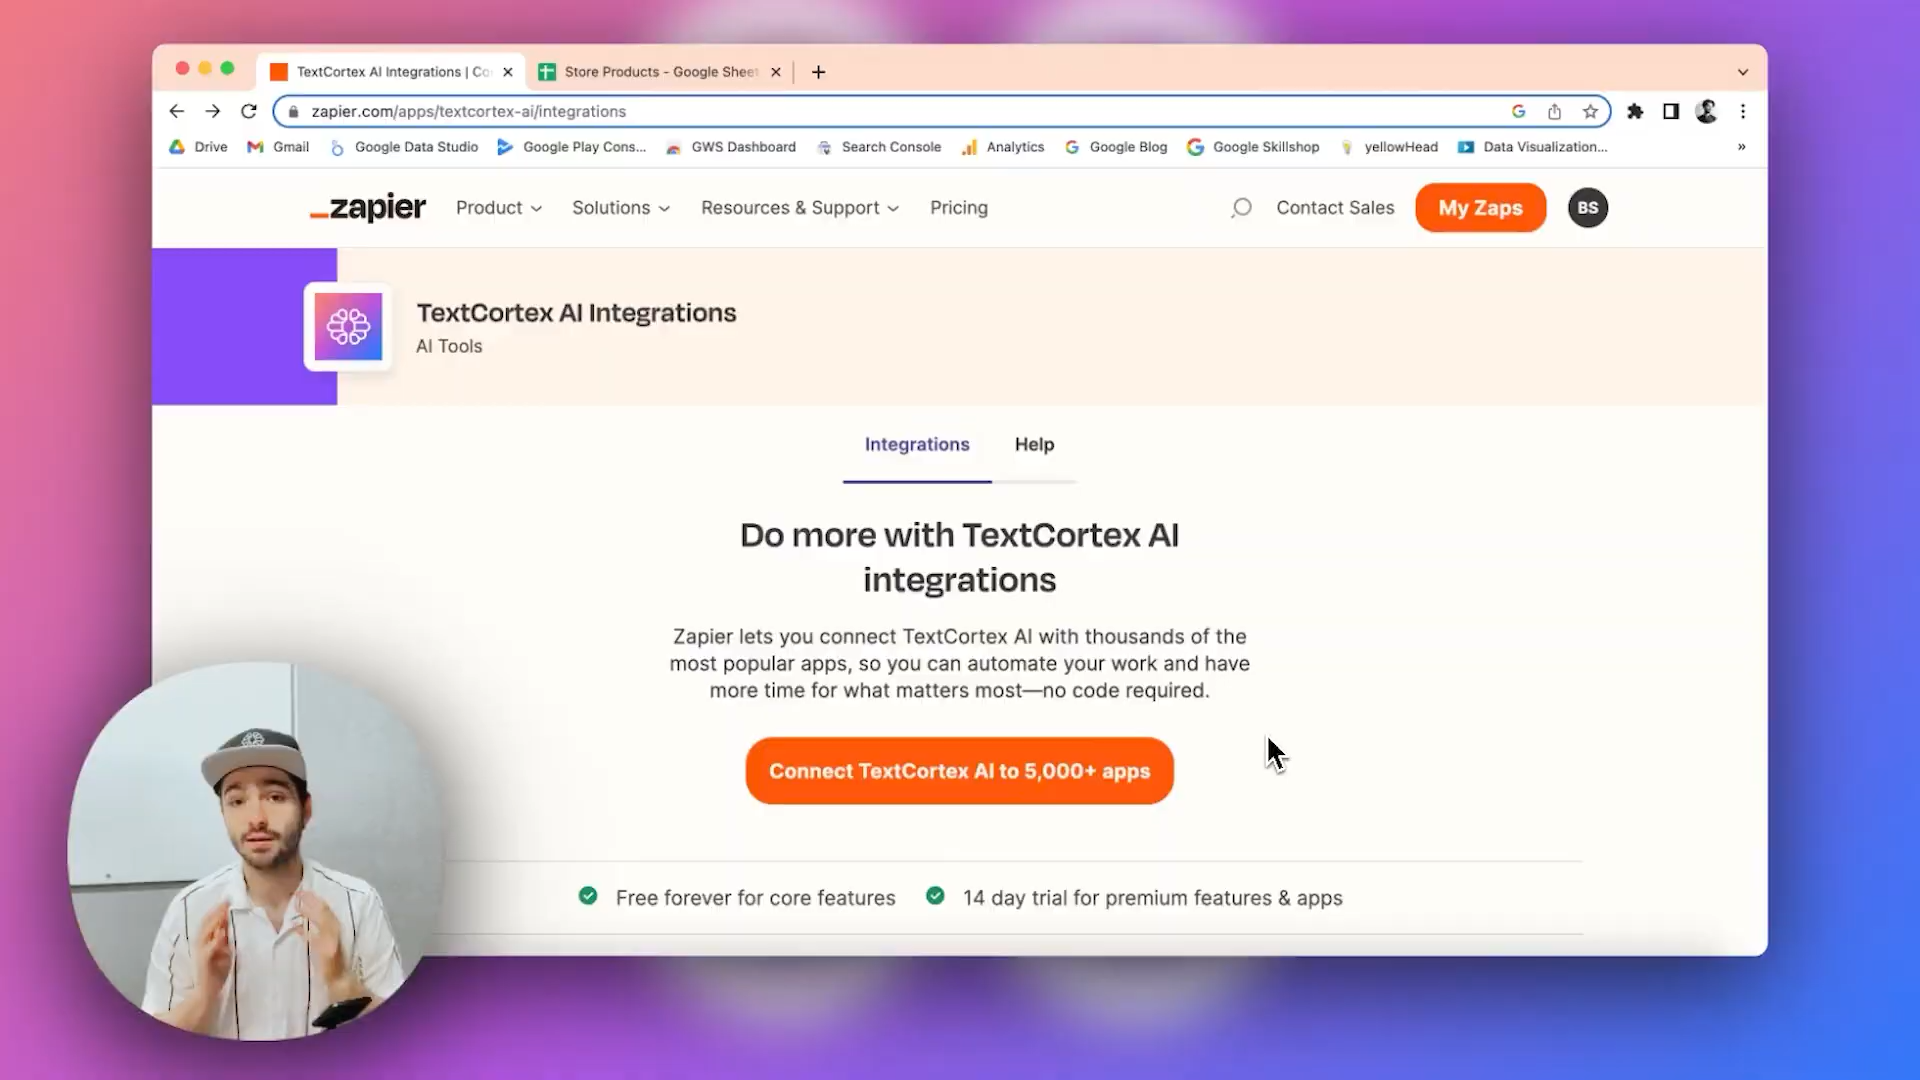 TextCortex AI Integrations | Co
Store Products - Google Sheet
zapier.com/apps/textcortex-ai/integrations
Drive
Gmail
Google Data Studio
Google Play Cons...
GWS Dashboard
Search Console
Analytics
Google Blog
Google Skillshop
yellowHead
Data Visualization...
»
zapier
Product
Solutions
Resources & Support
Pricing
Contact Sales
My Zaps
BS
TextCortex AI Integrations
AI Tools
Integrations
Help
Do more with TextCortex AI
integrations
Zapier lets you connect TextCortex AI with thousands of the
most popular apps, so you can automate your work and have
more time for what matters most—no code required.
Connect TextCortex AI to 5,000+ apps
Free forever for core features
14 day trial for premium features & apps